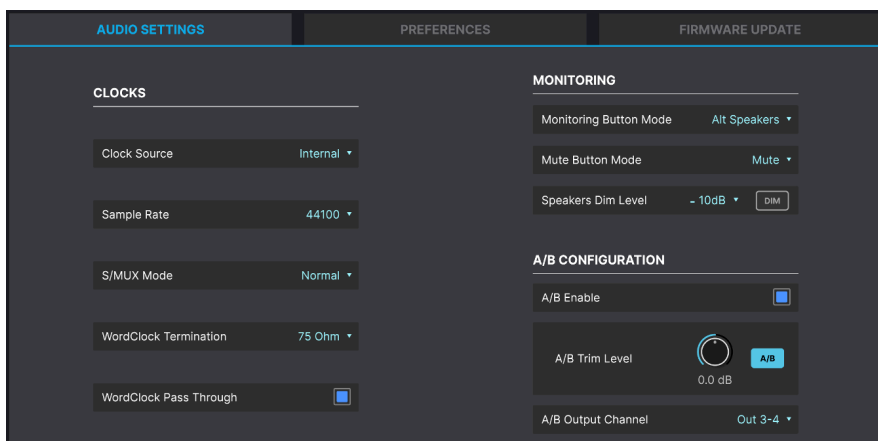 AUDIO SETTINGS PREFERENCES FIRMWARE UPDATE
CLOCKS
Clock Source Internal
Sample Rate 44100
S/MUX Mode Normal
WordClock Termination 75 Ohm
WordClock Pass Through
MONITORING
Monitoring Button Mode Alt Speakers
Mute Button Mode Mute
Speakers Dim Level - 10dB DIM
A/B CONFIGURATION
A/B Enable
A/B Trim Level A/B
0.0 dB
A/B Output Channel Out 3-4